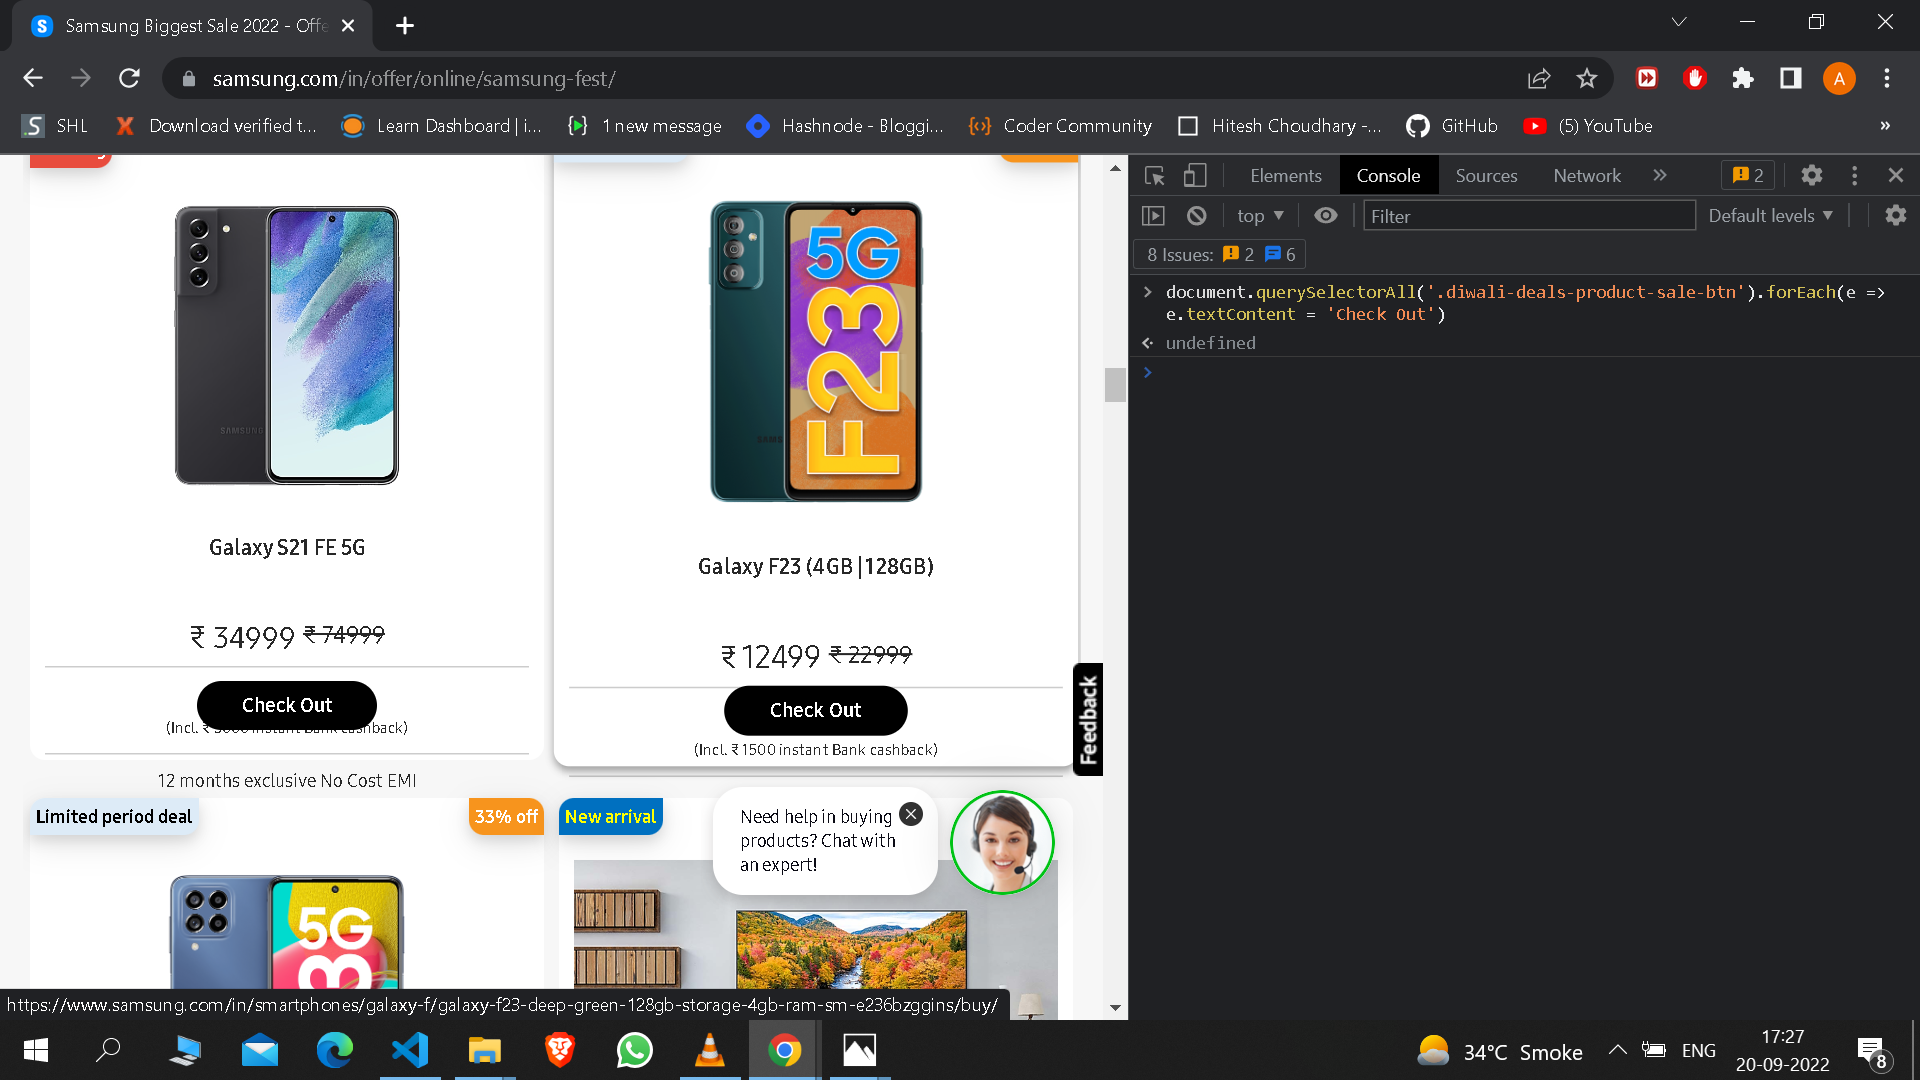 Samsung Biggest Sale 2022 - Offe
samsung.com/in/offer/online/samsung-fest/
A
SHL
Download verified t...
Learn Dashboard | i...
1 new message
Hashnode - Bloggi...
Coder Community
Hitesh Choudhary -...
GitHub
(5) YouTube
»
Elements
Console
Sources
Network
»
2
top
Filter
Default levels
8 Issues: 2 6
document.querySelectorAll('.diwali-deals-product-sale-btn').forEach(e =>
e.textContent = 'Check Out')
undefined
SAMSUNG
Galaxy S21 FE 5G
₹ 34999 ₹ 74999
Check Out
12 months exclusive No Cost EMI
5G
F23
Galaxy F23 (4GB |128GB)
₹ 12499 ₹ 22999
Check Out
(Incl. ₹ 1500 instant Bank cashback)
Feedback
Limited period deal
33% off
5G
New arrival
Need help in buying
products? Chat with
an expert!
https://www.samsung.com/in/smartphones/galaxy-f/galaxy-f23-deep-green-128gb-storage-4gb-ram-sm-e236bzggins/buy/
34°C Smoke
ENG
17:27
20-09-2022
8